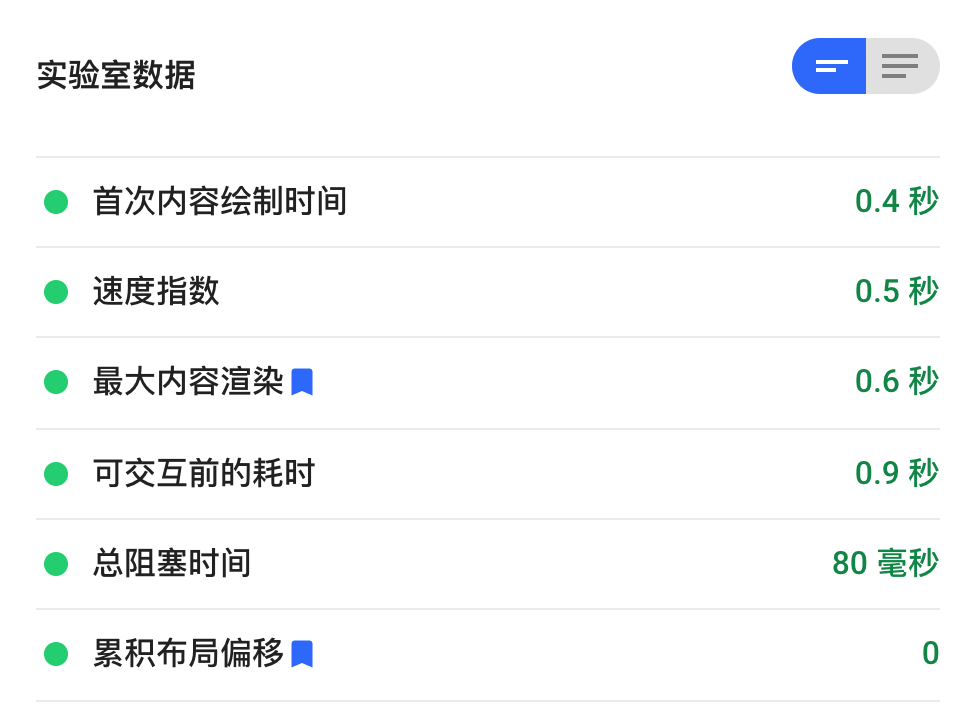 实验室数据
首次内容绘制时间 0.4 秒
速度指数 0.5 秒
最大内容渲染 0.6 秒
可交互前的耗时 0.9 秒
总阻塞时间 80 毫秒
累积布局偏移 0